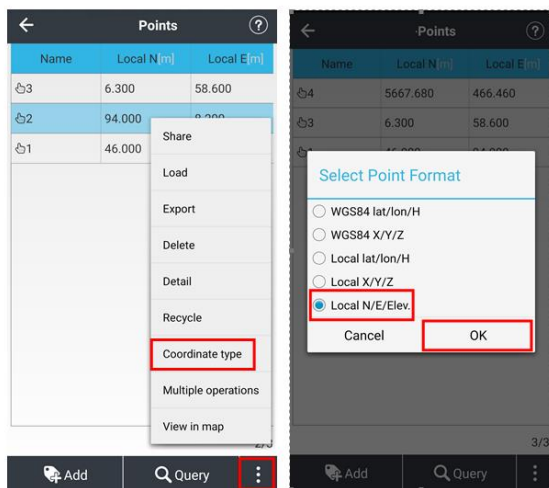 Points
?
Name Local N[m] Local E[m]
3 6.300 58.600
2 94.000
1 46.000
Share
Load
Export
Delete
Detail
Recycle
Coordinate type
Multiple operations
View in map
Add Query
·Points
?
Name Local N[m] Local E[m]
4 5667.680 466.460
3 6.300 58.600
Select Point Format
WGS84 lat/lon/H
WGS84 X/Y/Z
Local lat/lon/H
Local X/Y/Z
Local N/E/Elev.
Cancel OK
3/3
Add Query